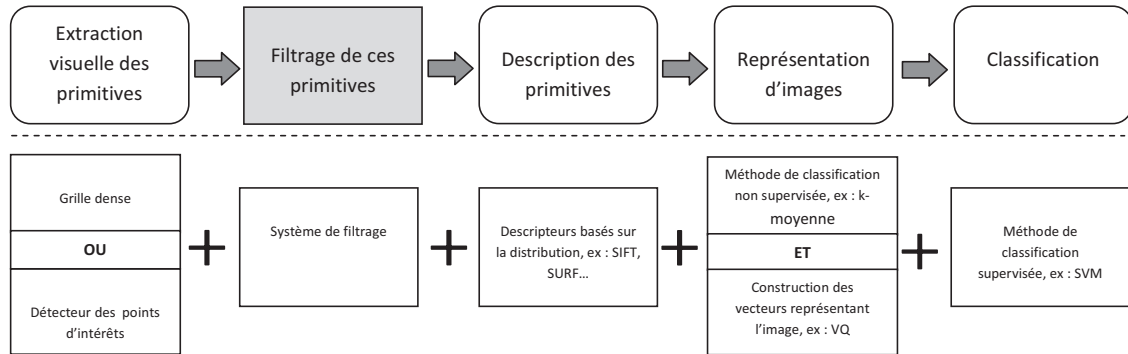 Extraction
visuelle des
primitives
Filtrage de ces
primitives
Description des
primitives
Représentation
d'images
Classification
Grille dense
OU
Détecteur des points
d'intérêts
Système de filtrage
Descripteurs basés sur
la distribution, ex : SIFT,
SURF...
Méthode de classification
non supervisée, ex : k-
moyenne
ET
Construction des
vecteurs représentant
l'image, ex : VQ
Méthode de
classification
supervisée, ex : SVM